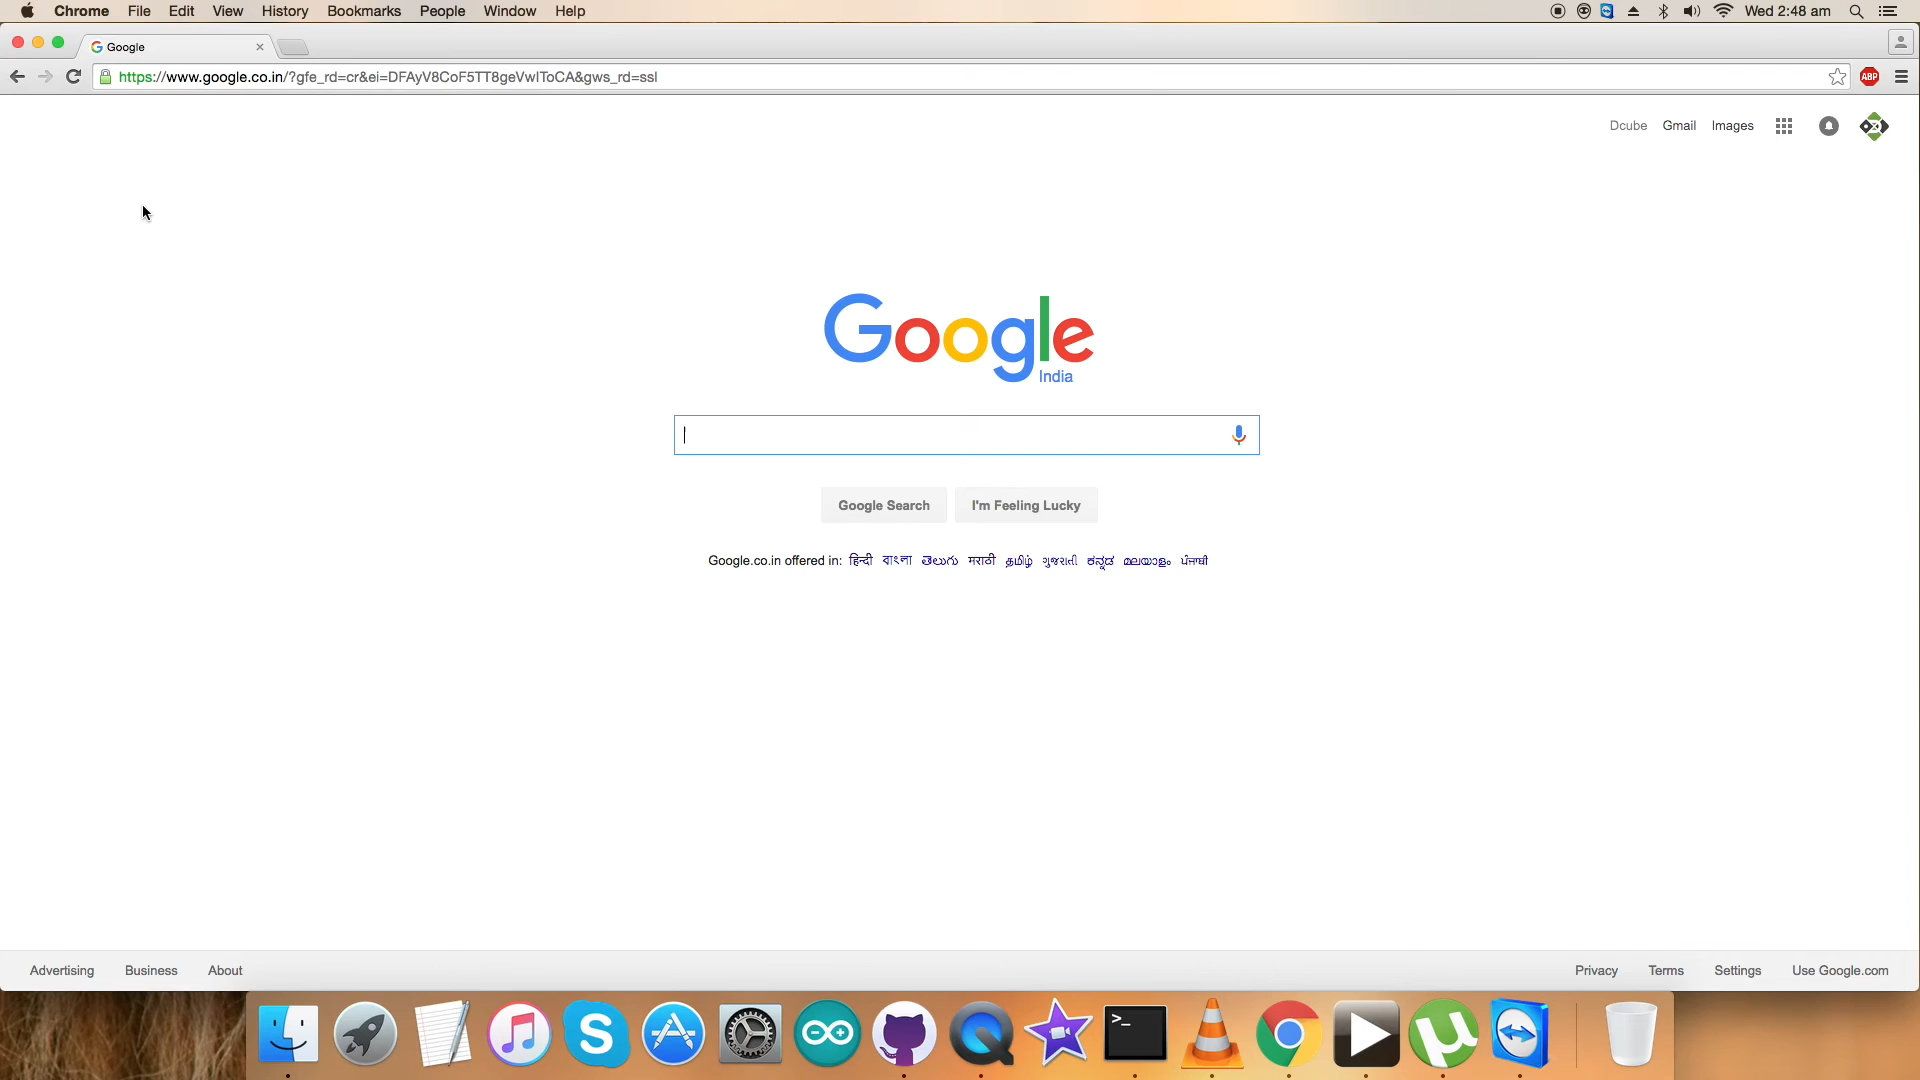 Chrome File Edit View History Bookmarks People Window Help Wed 2:48 am
Google
https://www.google.co.in/?gfe_rd=cr&ei=DFAyV8CoF5TT8geVwIToCA&gws_rd=ssl
ABP
Dcube Gmail Images
Google
India
Google Search I'm Feeling Lucky
Google.co.in offered in: हिन्दी বাংলা తెలుగు मराठी தமிழ் ગુજરાતી ಕನ್ನಡ മലയാളം ਪੰਜਾਬੀ
Advertising Business About Privacy Terms Settings Use Google.com